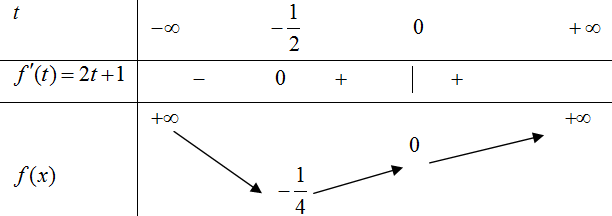 t −∞ −1/2 0 +∞
f′(t) = 2t+1 − 0 + | +
+∞ +∞
0
f(x) −1/4